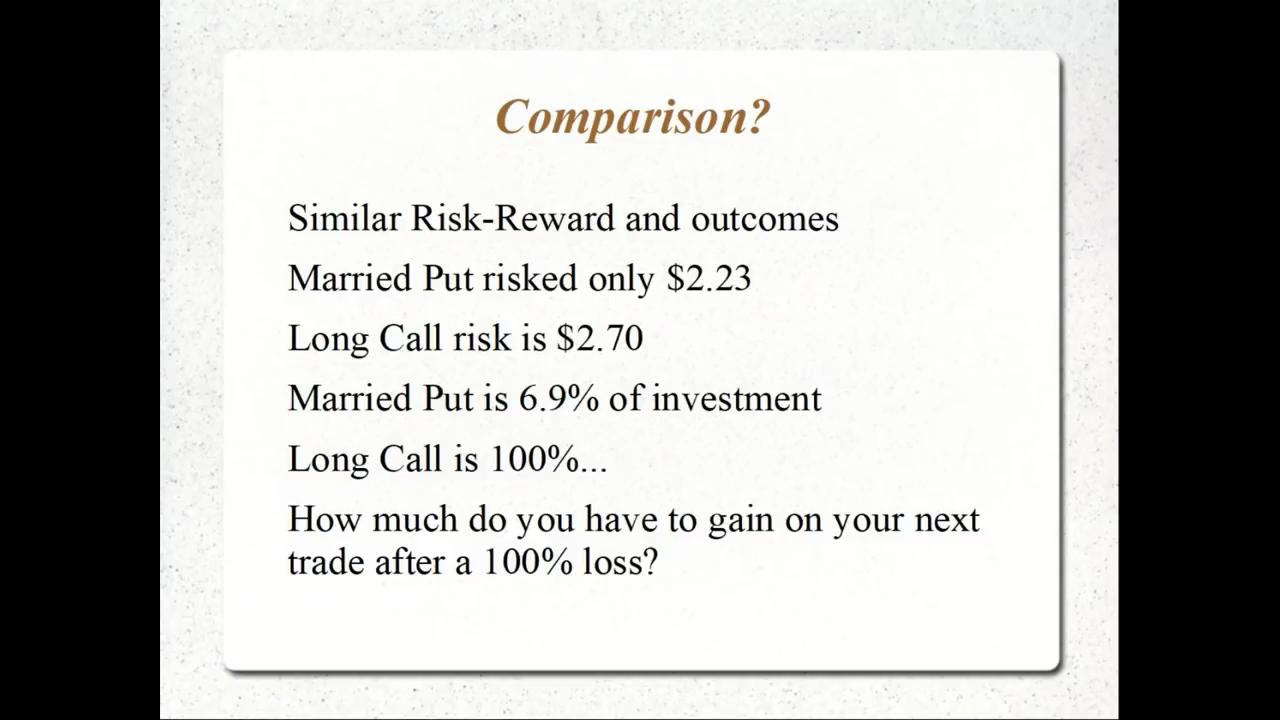 Comparison?
Similar Risk-Reward and outcomes
Married Put risked only $2.23
Long Call risk is $2.70
Married Put is 6.9% of investment
Long Call is 100%...
How much do you have to gain on your next
trade after a 100% loss?